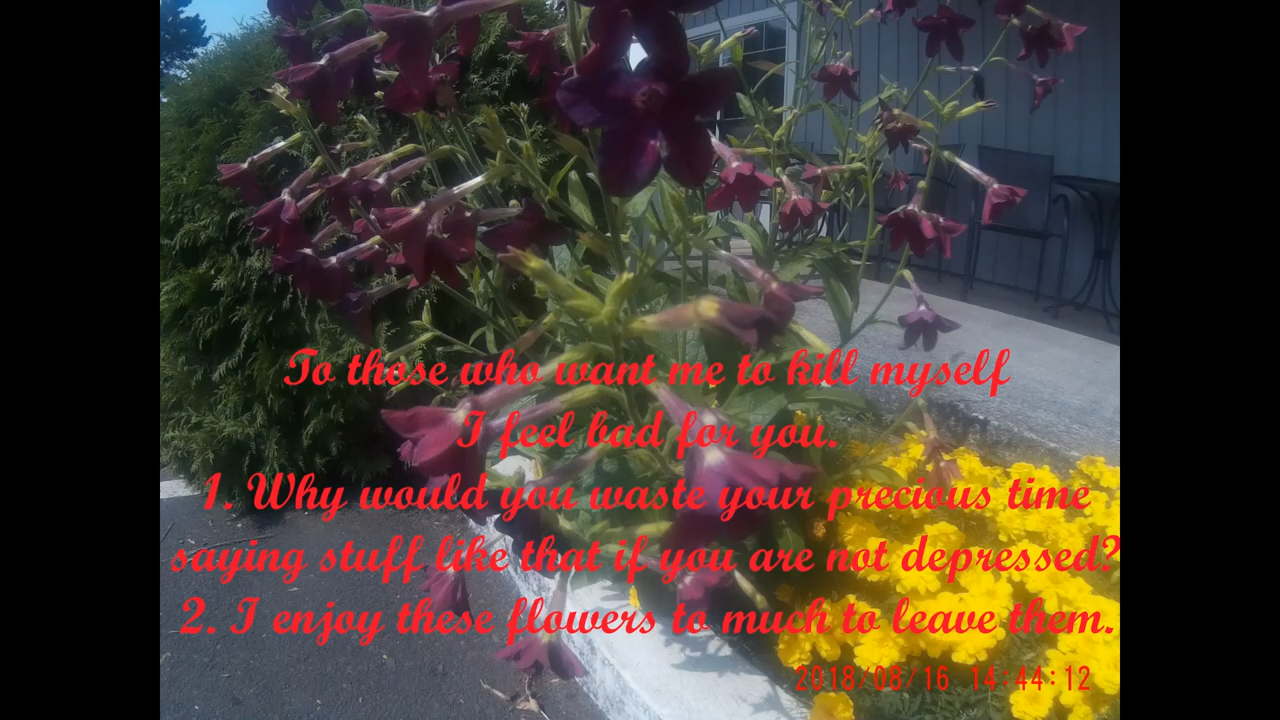 To those who want me to kill myself
I feel bad for you.
1. Why would you waste your precious time
saying stuff like that if you are not depressed?
2. I enjoy these flowers to much to leave them.
2018/08/16 14:44:12